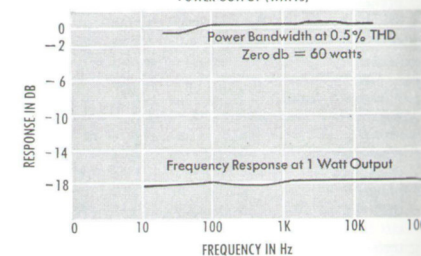 0
-2
-6
-10
-14
-18
RESPONSE IN DB
Power Bandwidth at 0.5% THD
Zero db = 60 watts
Frequency Response at 1 Watt Output
0 10 100 1K 10K
FREQUENCY IN Hz